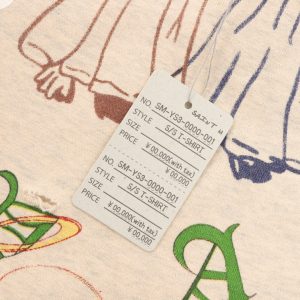 SAINT M
NO. SM-YS3-0000-001
STYLE S/S T-SHIRT
SIZE
PRICE ¥ 00,000(with tax)
¥00,000
NO. SM-YS3-0000-001
STYLE S/S T-SHIRT
SIZE
PRICE ¥ 00,000(with tax)
¥00,000
A
A